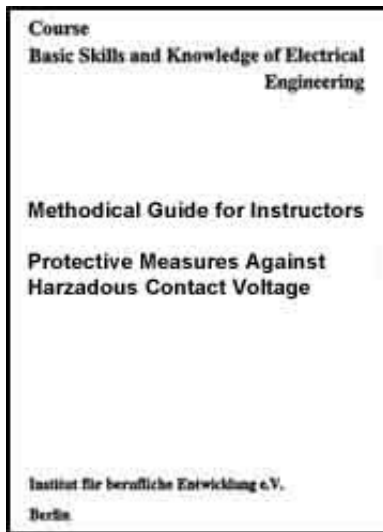 Course
Basic Skills and Knowledge of Electrical
Engineering
Methodical Guide for Instructors
Protective Measures Against
Harzadous Contact Voltage
Institut für berufliche Entwicklung e.V.
Berlin